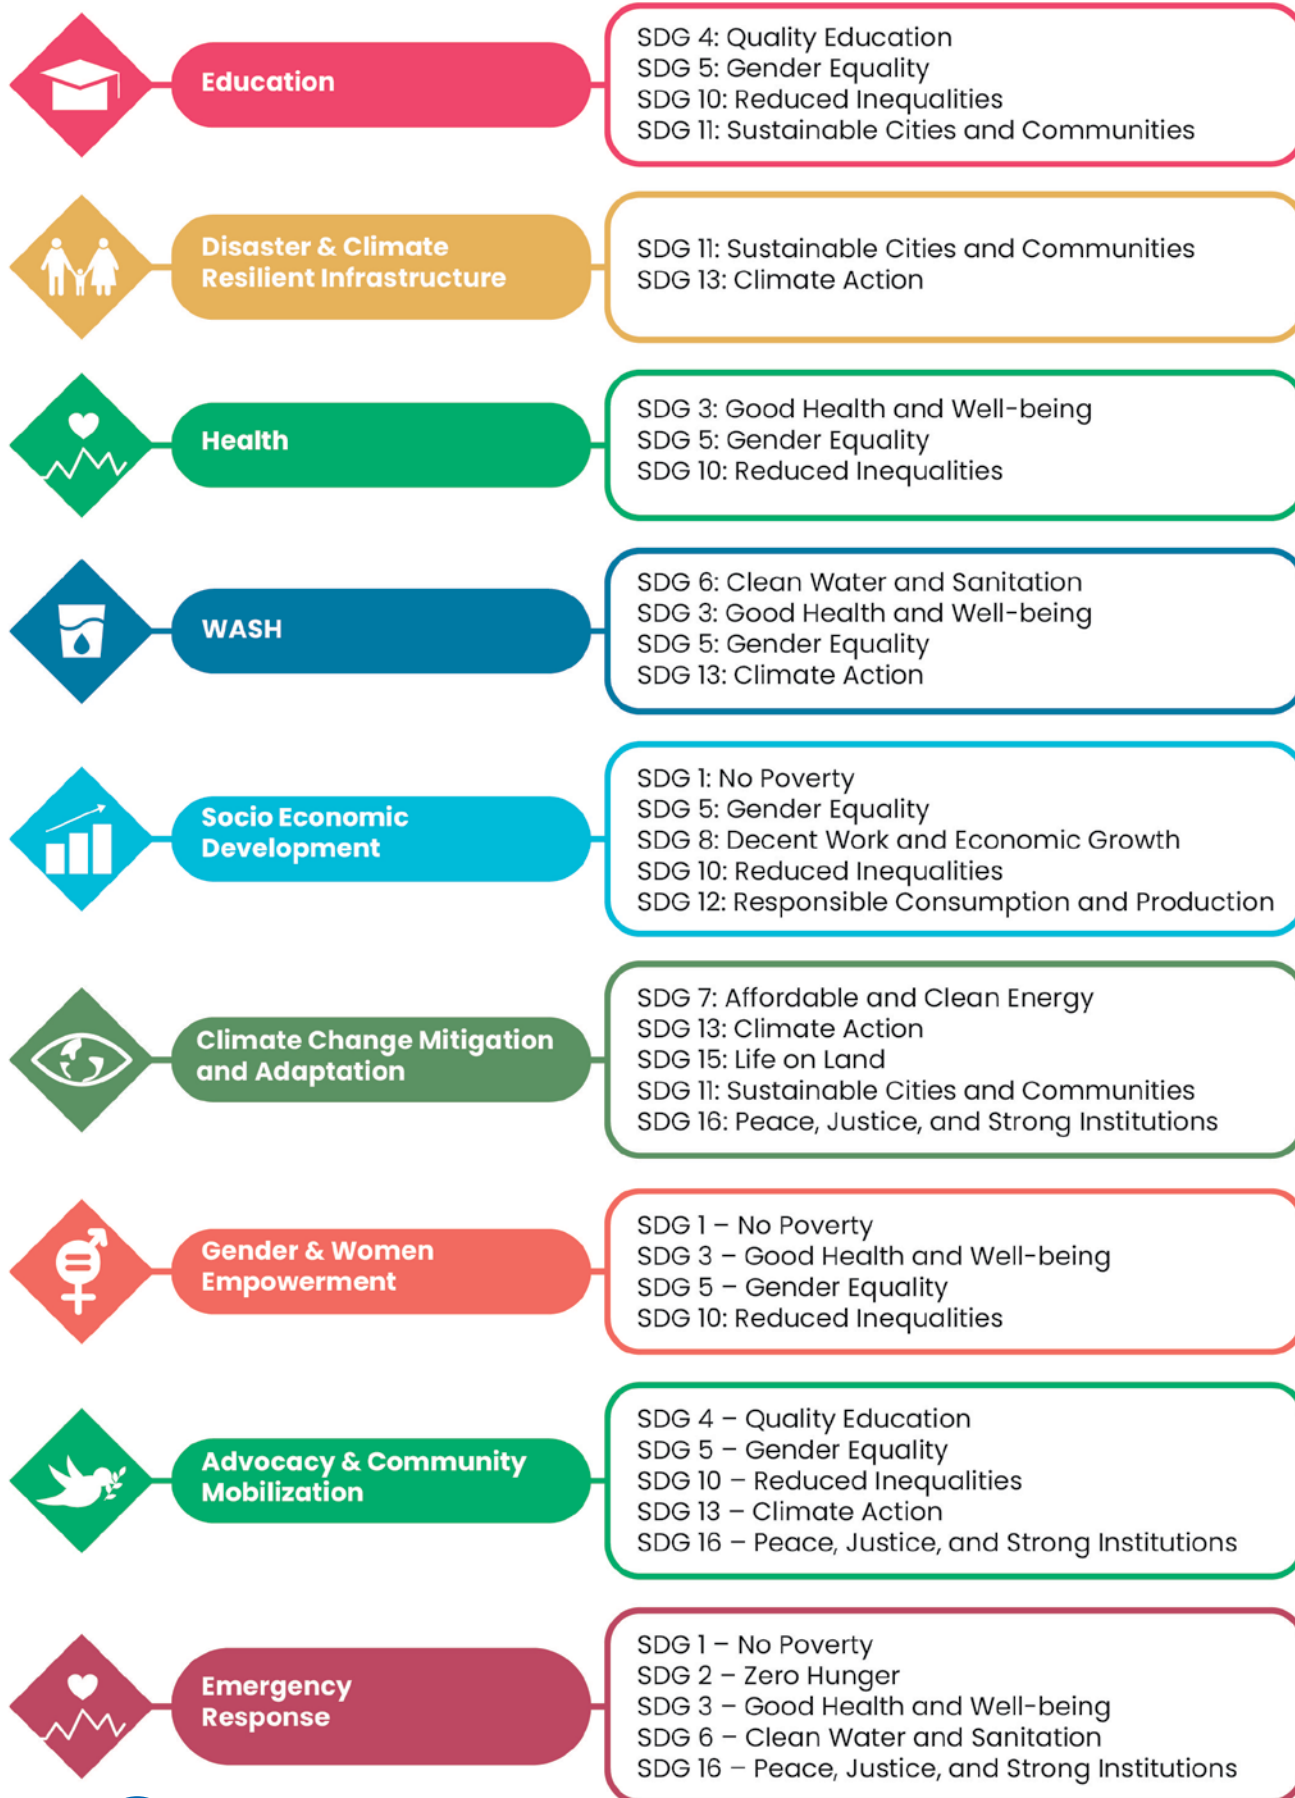 Education
SDG 4: Quality Education
SDG 5: Gender Equality
SDG 10: Reduced Inequalities
SDG 11: Sustainable Cities and Communities
Disaster & Climate
Resilient Infrastructure
SDG 11: Sustainable Cities and Communities
SDG 13: Climate Action
Health
SDG 3: Good Health and Well-being
SDG 5: Gender Equality
SDG 10: Reduced Inequalities
WASH
SDG 6: Clean Water and Sanitation
SDG 3: Good Health and Well-being
SDG 5: Gender Equality
SDG 13: Climate Action
Socio Economic
Development
SDG 1: No Poverty
SDG 5: Gender Equality
SDG 8: Decent Work and Economic Growth
SDG 10: Reduced Inequalities
SDG 12: Responsible Consumption and Production
Climate Change Mitigation
and Adaptation
SDG 7: Affordable and Clean Energy
SDG 13: Climate Action
SDG 15: Life on Land
SDG 11: Sustainable Cities and Communities
SDG 16: Peace, Justice, and Strong Institutions
Gender & Women
Empowerment
SDG 1 – No Poverty
SDG 3 – Good Health and Well-being
SDG 5 – Gender Equality
SDG 10: Reduced Inequalities
Advocacy & Community
Mobilization
SDG 4 – Quality Education
SDG 5 – Gender Equality
SDG 10 – Reduced Inequalities
SDG 13 – Climate Action
SDG 16 – Peace, Justice, and Strong Institutions
Emergency
Response
SDG 1 – No Poverty
SDG 2 – Zero Hunger
SDG 3 – Good Health and Well-being
SDG 6 – Clean Water and Sanitation
SDG 16 – Peace, Justice, and Strong Institutions